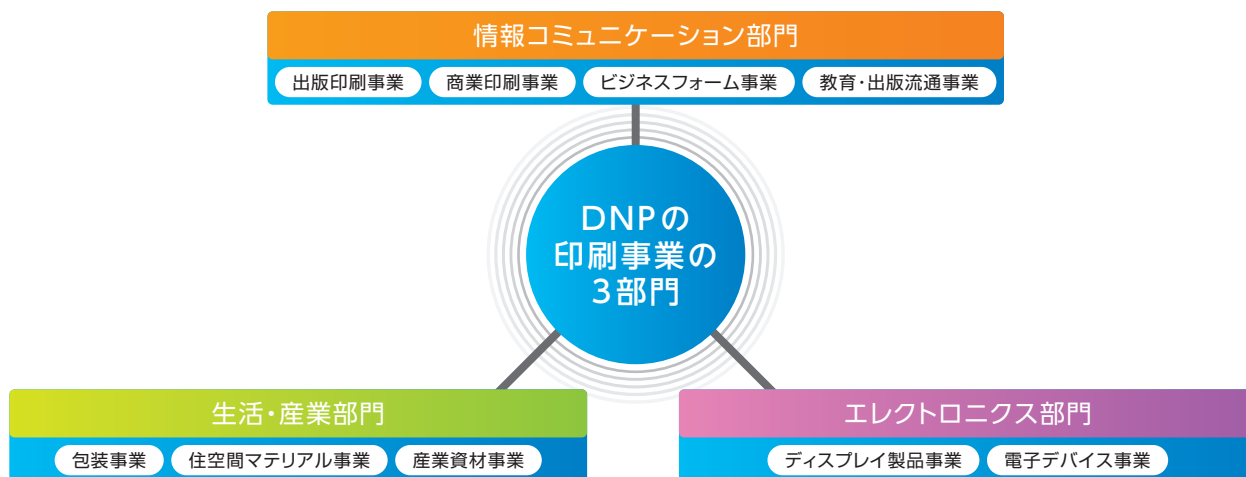 情報コミュニケーション部門
出版印刷事業 商業印刷事業 ビジネスフォーム事業 教育・出版流通事業
DNPの
印刷事業の
3部門
生活・産業部門
包装事業 住空間マテリアル事業 産業資材事業
エレクトロニクス部門
ディスプレイ製品事業 電子デバイス事業